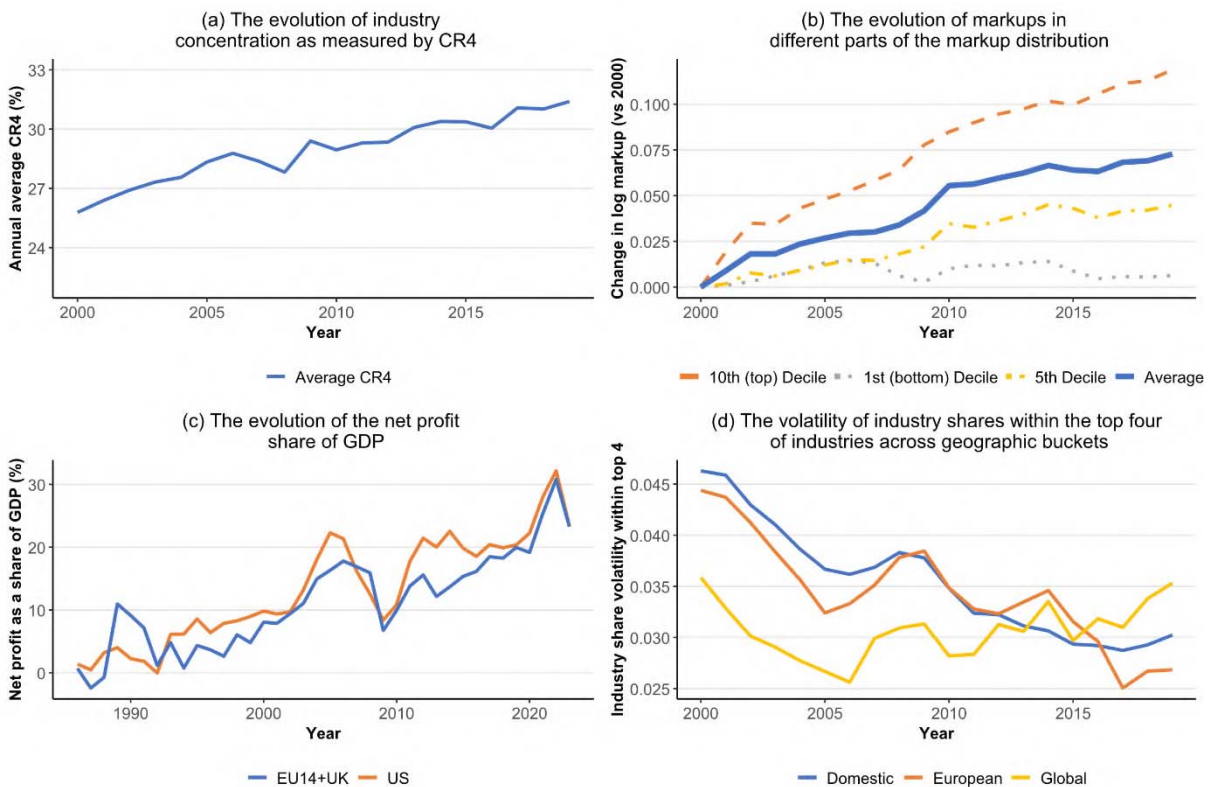 (a) The evolution of industry
concentration as measured by CR4
Annual average CR4 (%)
33
30
27
24
2000
2005
2010
2015
Year
Average CR4
(b) The evolution of markups in
different parts of the markup distribution
Change in log markup (vs 2000)
0.100
0.075
0.050
0.025
0.000
2000
2005
2010
2015
Year
10th (top) Decile
1st (bottom) Decile
5th Decile
Average
(c) The evolution of the net profit
share of GDP
Net profit as a share of GDP (%)
30
20
10
0
1990
2000
2010
2020
Year
EU14+UK
US
(d) The volatility of industry shares within the top four
of industries across geographic buckets
Industry share volatility within top 4
0.045
0.040
0.035
0.030
0.025
2000
2005
2010
2015
Year
Domestic
European
Global